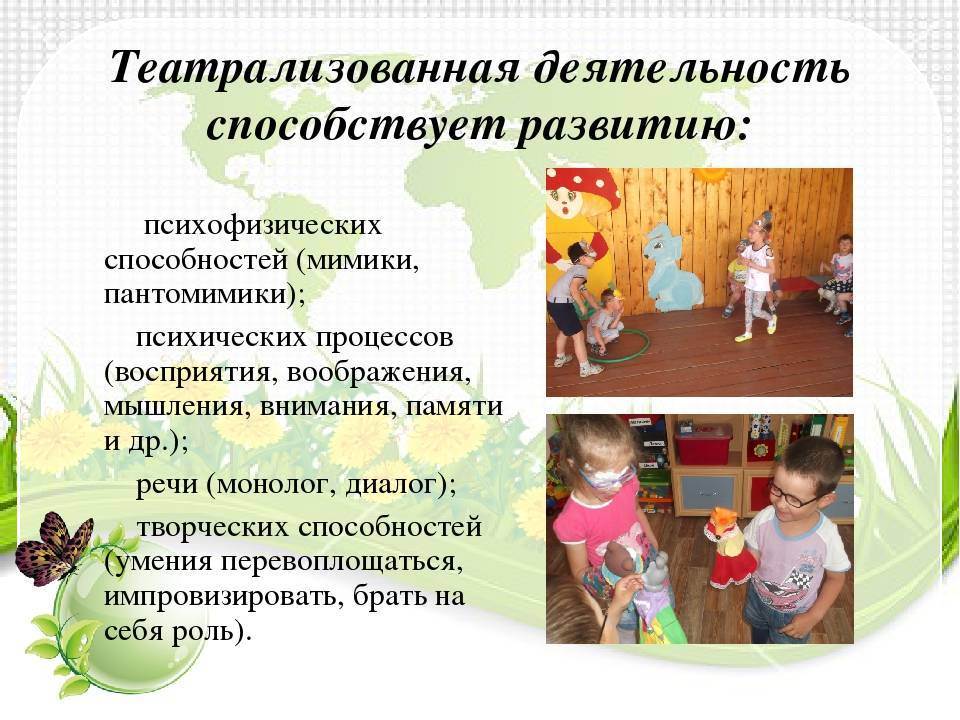 Театрализованная деятельность
способствует развитию:
психофизических
способностей (мимики,
пантомимики);
психических процессов
(восприятия, воображения,
мышления, внимания, памяти
и др.);
речи (монолог, диалог);
творческих способностей
(умения перевоплощаться,
импровизировать, брать на
себя роль).